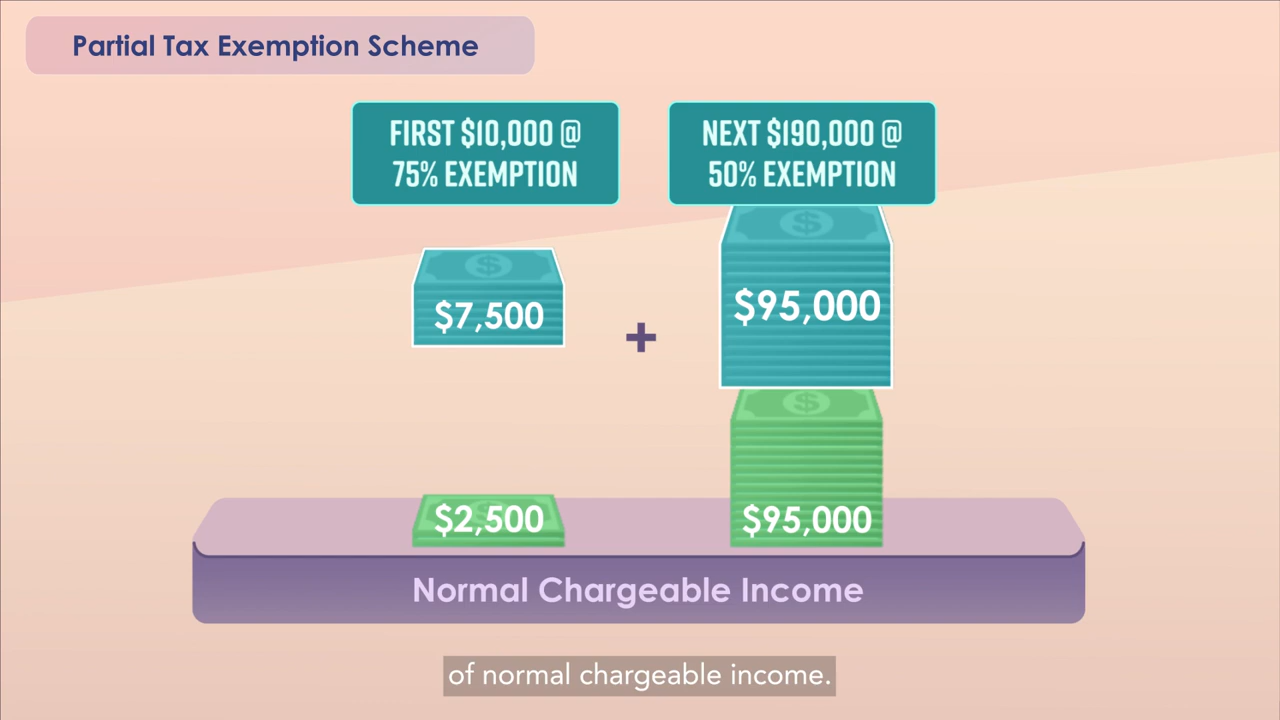 Partial Tax Exemption Scheme
FIRST $10,000 @
75% EXEMPTION
NEXT $190,000 @
50% EXEMPTION
$7,500
+
$95,000
$2,500
$95,000
Normal Chargeable Income
of normal chargeable income.